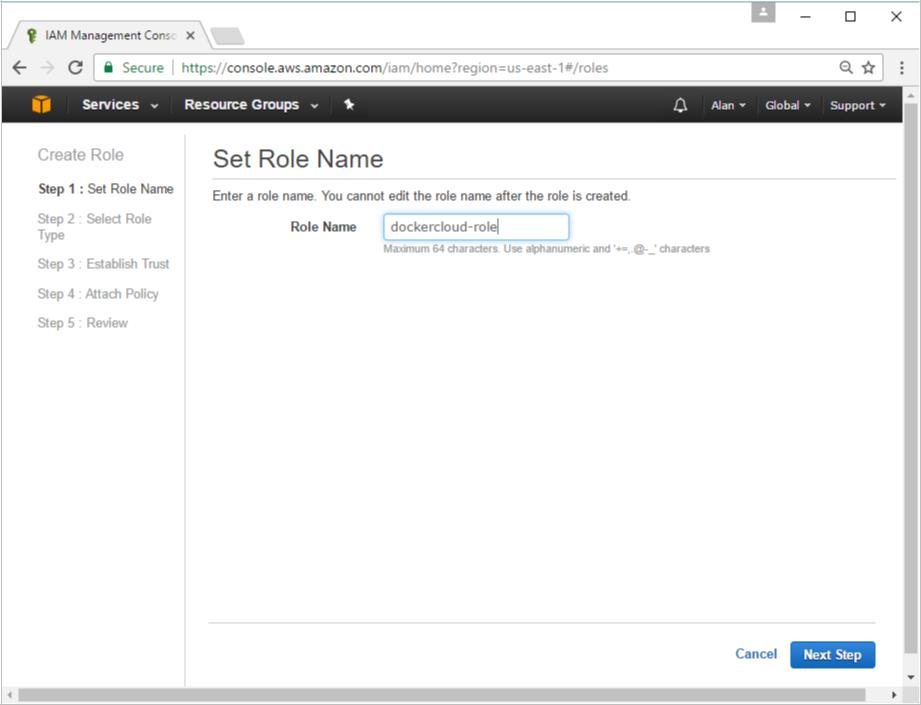 IAM Management Conso
Secure | https://console.aws.amazon.com/iam/home?region=us-east-1#/roles
Services Resource Groups Alan Global Support
Create Role
Step 1 : Set Role Name
Step 2 : Select Role
Type
Step 3 : Establish Trust
Step 4 : Attach Policy
Step 5 : Review
Set Role Name
Enter a role name. You cannot edit the role name after the role is created.
Role Name dockercloud-role
Maximum 64 characters. Use alphanumeric and '+=,.@-_' characters
Cancel Next Step